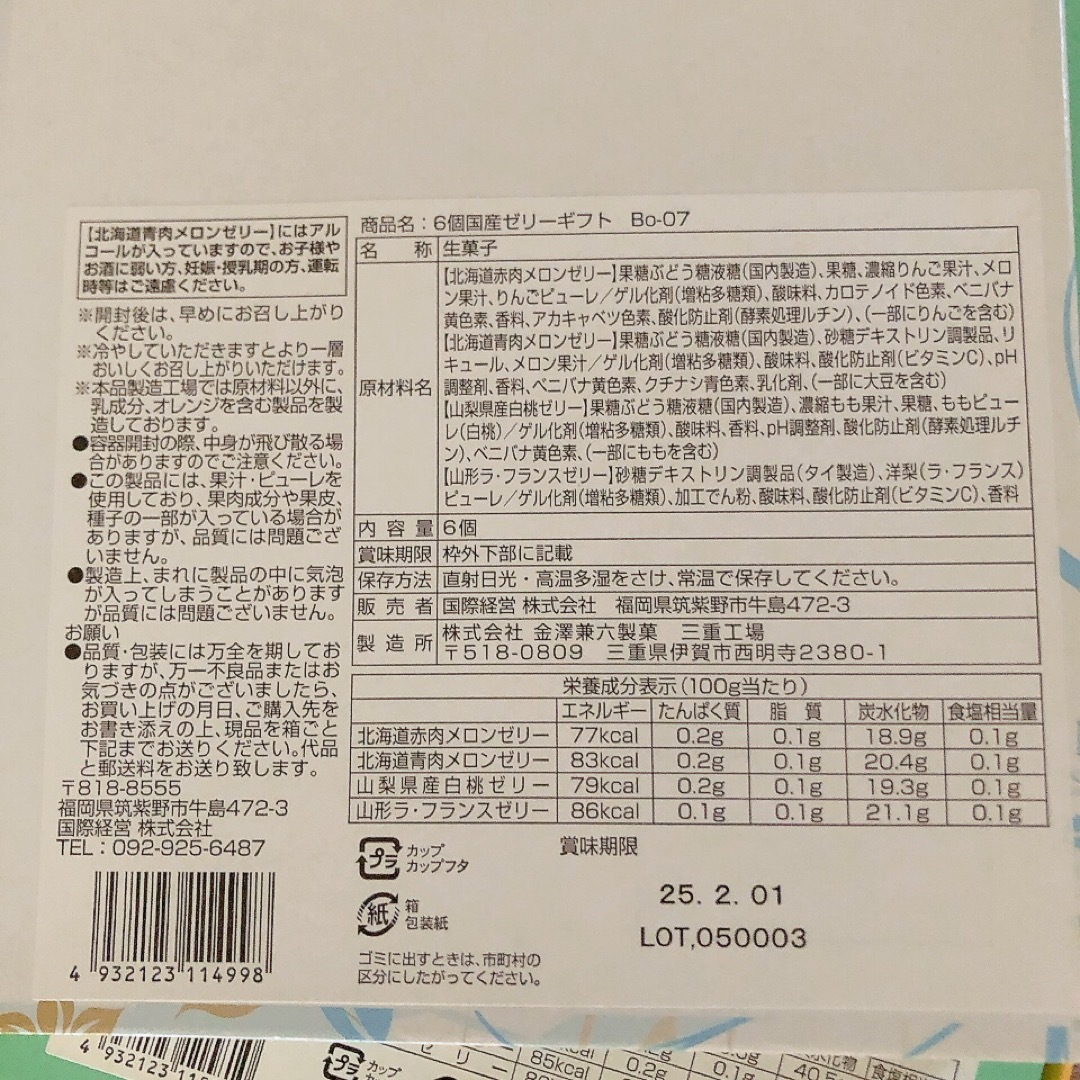 【北海道青肉メロンゼリー】にはアル
コールが入っていますので、お子様や
お酒に弱い方、妊娠・授乳期の方、運転
時等はご遠慮ください。
※開封後は、早めにお召し上がり
ください。
※冷やしていただきますとより一層
おいしくお召し上がりいただけます。
※本品製造工場では原材料以外に、
乳成分、オレンジを含む製品を製
造しております。
●容器開封の際、中身が飛び散る場
合がありますのでご注意ください。
●この製品には、果汁・ピューレを
使用しており、果肉成分や果皮、
種子の一部が入っている場合が
ありますが、品質には問題ござ
いません。
●製造上、まれに製品の中に気泡
が入ってしまうことがあります
が品質には問題ございません。
お願い
●品質・包装には万全を期してお
りますが、万一不良品またはお
気づきの点がございましたら、
お買い上げの月日、ご購入先を
お書き添えの上、現品を箱ごと
下記までお送りください。代品
と郵送料をお送り致します。
〒818-8555
福岡県筑紫野市牛島472-3
国際経営 株式会社
TEL：092-925-6487
4 932123 114998
商品名：6個国産ゼリーギフト Bo-07
名称 生菓子
原材料名
【北海道赤肉メロンゼリー】果糖ぶどう糖液糖（国内製造）、果糖、濃縮りんご果汁、メロ
ン果汁、りんごピューレ／ゲル化剤（増粘多糖類）、酸味料、カロテノイド色素、ベニバナ
黄色素、香料、アカキャベツ色素、酸化防止剤（酵素処理ルチン）、（一部にりんごを含む）
【北海道青肉メロンゼリー】果糖ぶどう糖液糖（国内製造）、砂糖デキストリン調製品、リ
キュール、メロン果汁／ゲル化剤（増粘多糖類）、酸味料、酸化防止剤（ビタミンC）、pH
調整剤、香料、ベニバナ黄色素、クチナシ青色素、乳化剤、（一部に大豆を含む）
【山梨県産白桃ゼリー】果糖ぶどう糖液糖（国内製造）、濃縮もも果汁、果糖、ももピュー
レ（白桃）／ゲル化剤（増粘多糖類）、酸味料、香料、pH調整剤、酸化防止剤（酵素処理ルチ
ン）、ベニバナ黄色素、（一部にももを含む）
【山形ラ・フランスゼリー】砂糖デキストリン調製品（タイ製造）、洋梨（ラ・フランス）
ピューレ／ゲル化剤（増粘多糖類）、加工でん粉、酸味料、酸化防止剤（ビタミンC）、香料
内容量 6個
賞味期限 枠外下部に記載
保存方法 直射日光・高温多湿をさけ、常温で保存してください。
販売者 国際経営 株式会社 福岡県筑紫野市牛島472-3
製造所 株式会社 金澤兼六製菓 三重工場
〒518-0809 三重県伊賀市西明寺2380-1
栄養成分表示（100g当たり）
エネルギー たんぱく質 脂質 炭水化物 食塩相当量
北海道赤肉メロンゼリー 77kcal 0.2g 0.1g 18.9g 0.1g
北海道青肉メロンゼリー 83kcal 0.2g 0.1g 20.4g 0.1g
山梨県産白桃ゼリー 79kcal 0.2g 0.1g 19.3g 0.1g
山形ラ・フランスゼリー 86kcal 0.1g 0.1g 21.1g 0.1g
プラ カップ
カップフタ
紙 箱
包装紙
ゴミに出すときは、市町村の
区分にしたがってください。
賞味期限
25. 2. 01
LOT,050003
4 932123
プラ カップ
ゼリー
85kcal 0.2g 0.1g